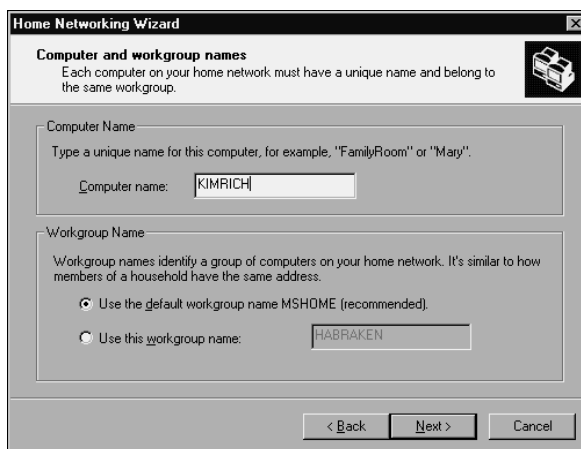 Home Networking Wizard
Computer and workgroup names
Each computer on your home network must have a unique name and belong to
the same workgroup.
Computer Name
Type a unique name for this computer, for example, "FamilyRoom" or "Mary".
Computer name:
KIMRICH
Workgroup Name
Workgroup names identify a group of computers on your home network. It's similar to how
members of a household have the same address.
Use the default workgroup name MSHOME (recommended).
Use this workgroup name:
HABRAKEN
< Back
Next >
Cancel